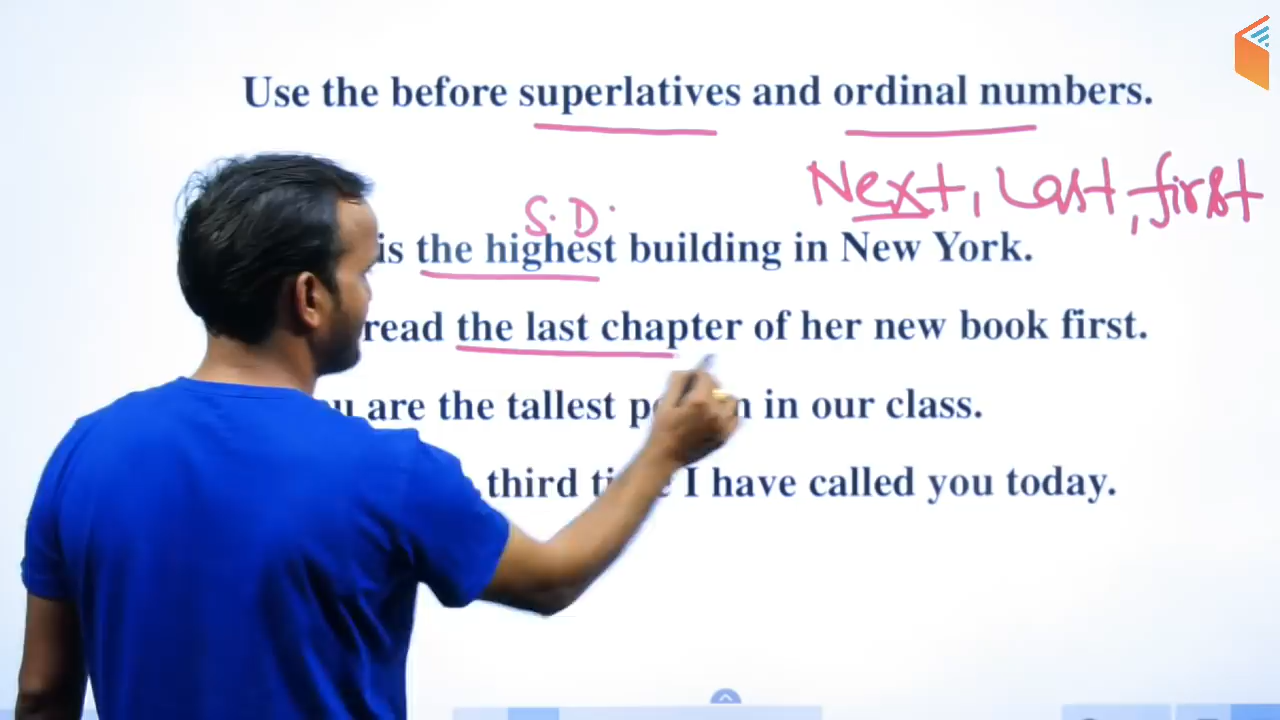 Use the before superlatives and ordinal numbers.
Next, Last, first
S. D.
is the highest building in New York.
read the last chapter of her new book first.
are the tallest in our class.
third I have called you today.